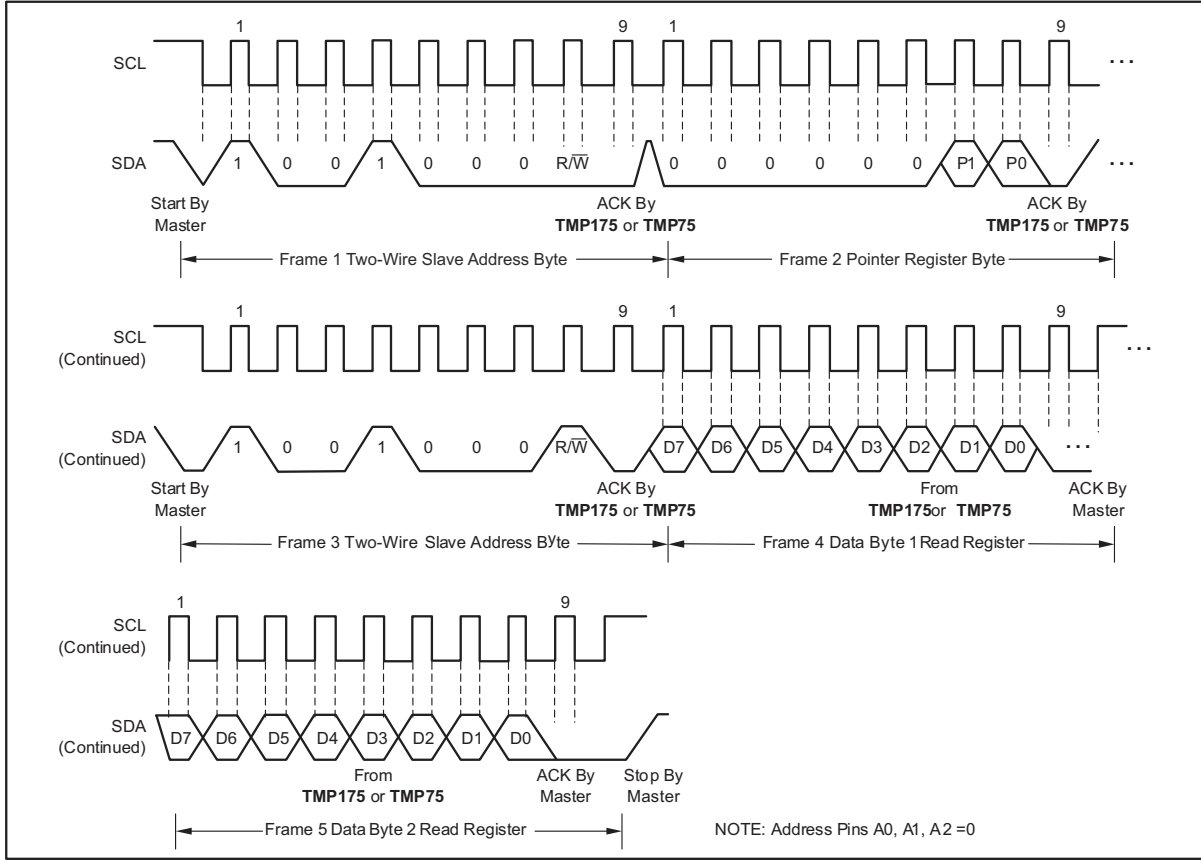 1 9 1 9
SCL ...
SDA 1 0 0 1 0 0 0 R/W̅ 0 0 0 0 0 0 P1 P0 ...
Start By ACK By ACK By
Master TMP175 or TMP75 TMP175 or TMP75
Frame 1 Two-Wire Slave Address Byte Frame 2 Pointer Register Byte
1 9 1 9
SCL ...
(Continued)
SDA
(Continued) 1 0 0 1 0 0 0 R/W̅ D7 D6 D5 D4 D3 D2 D1 D0 ...
Start By ACK By From ACK By
Master TMP175 or TMP75 TMP175or TMP75 Master
Frame 3 Two-Wire Slave Address Byte Frame 4 Data Byte 1 Read Register
1 9
SCL
(Continued)
SDA
(Continued) D7 D6 D5 D4 D3 D2 D1 D0
From ACK By Stop By
TMP175 or TMP75 Master Master
Frame 5 Data Byte 2 Read Register NOTE: Address Pins A0, A1, A2 =0